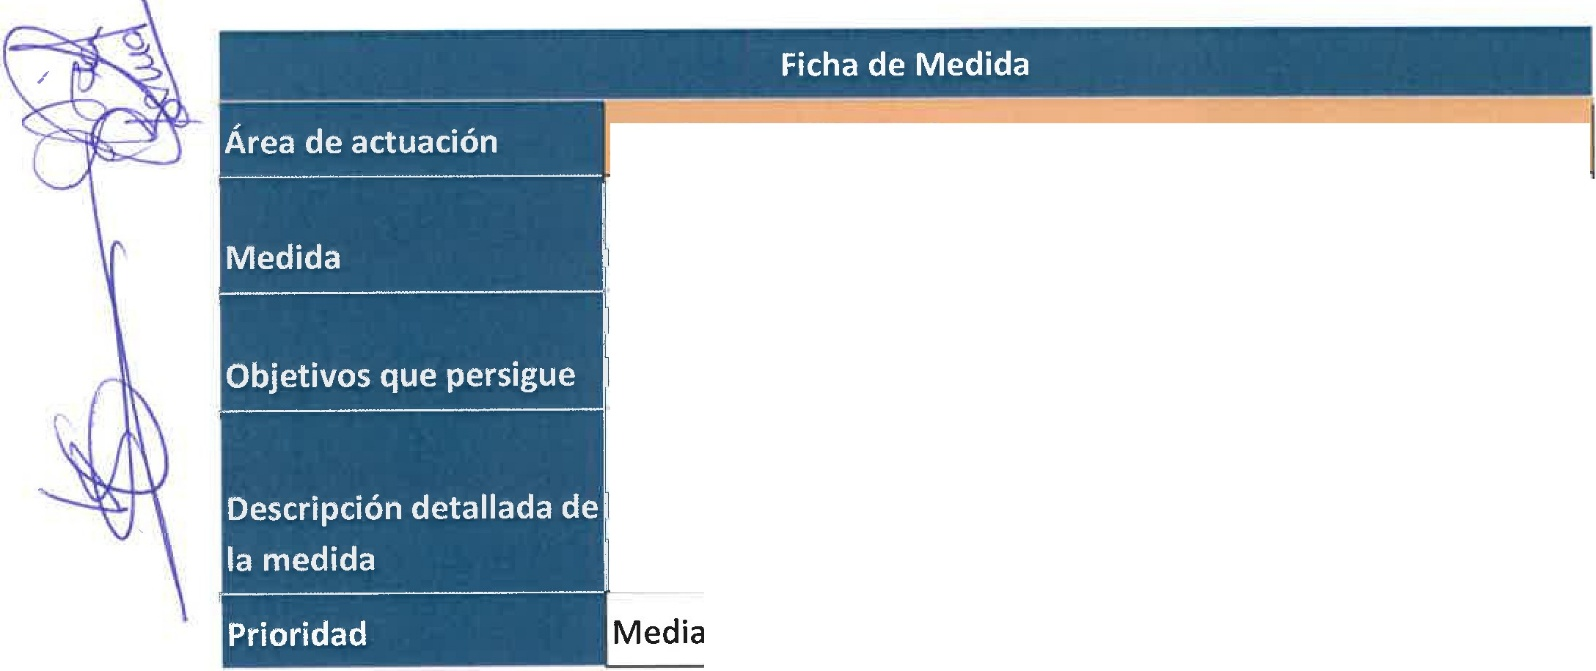 Ficha de Medida
Área de actuación
Medida
Objetivos que persigue
Descripción detallada de
la medida
Prioridad Media